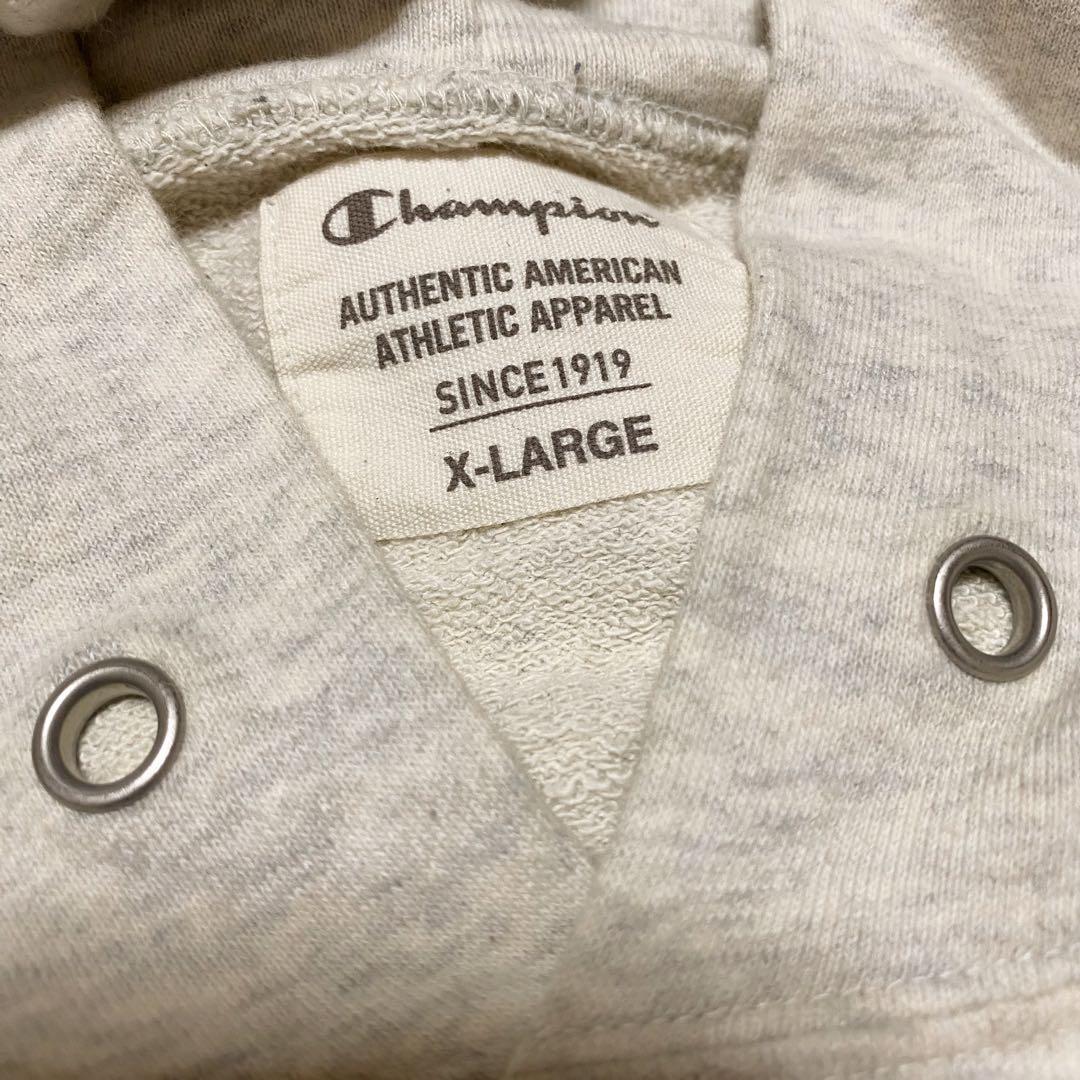 Champion
AUTHENTIC AMERICAN
ATHLETIC APPAREL
SINCE 1919
X-LARGE